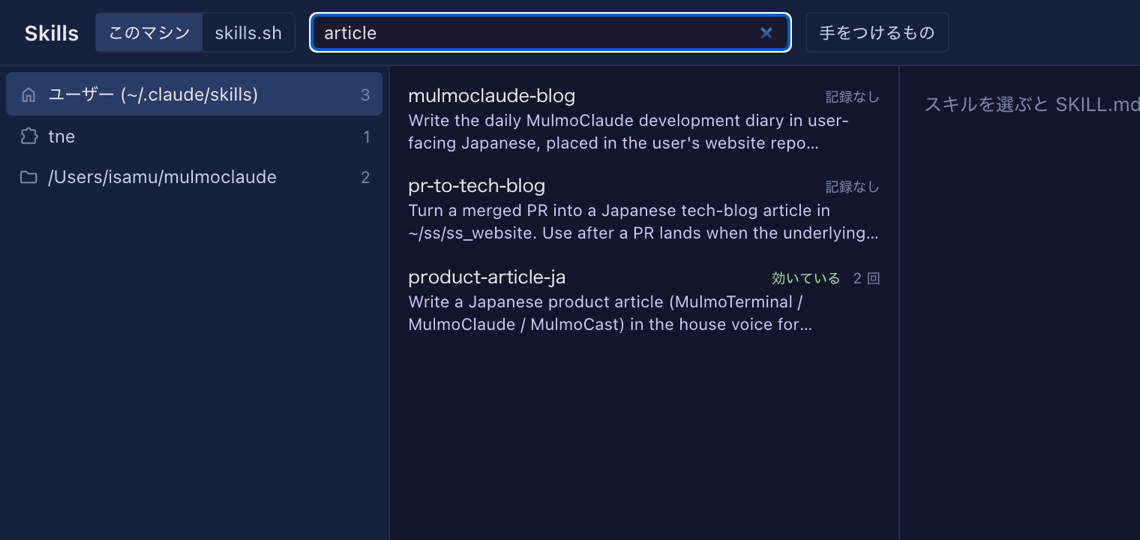 Skills
このマシン
skills.sh
article
手をつけるもの
ユーザー (~/.claude/skills) 3
tne 1
/Users/isamu/mulmoclaude 2
mulmoclaude-blog 記録なし
Write the daily MulmoClaude development diary in user-
facing Japanese, placed in the user's website repo...
pr-to-tech-blog 記録なし
Turn a merged PR into a Japanese tech-blog article in
~/ss/ss_website. Use after a PR lands when the underlying...
product-article-ja 効いている 2 回
Write a Japanese product article (MulmoTerminal /
MulmoClaude / MulmoCast) in the house voice for...
スキルを選ぶと SKILL.md